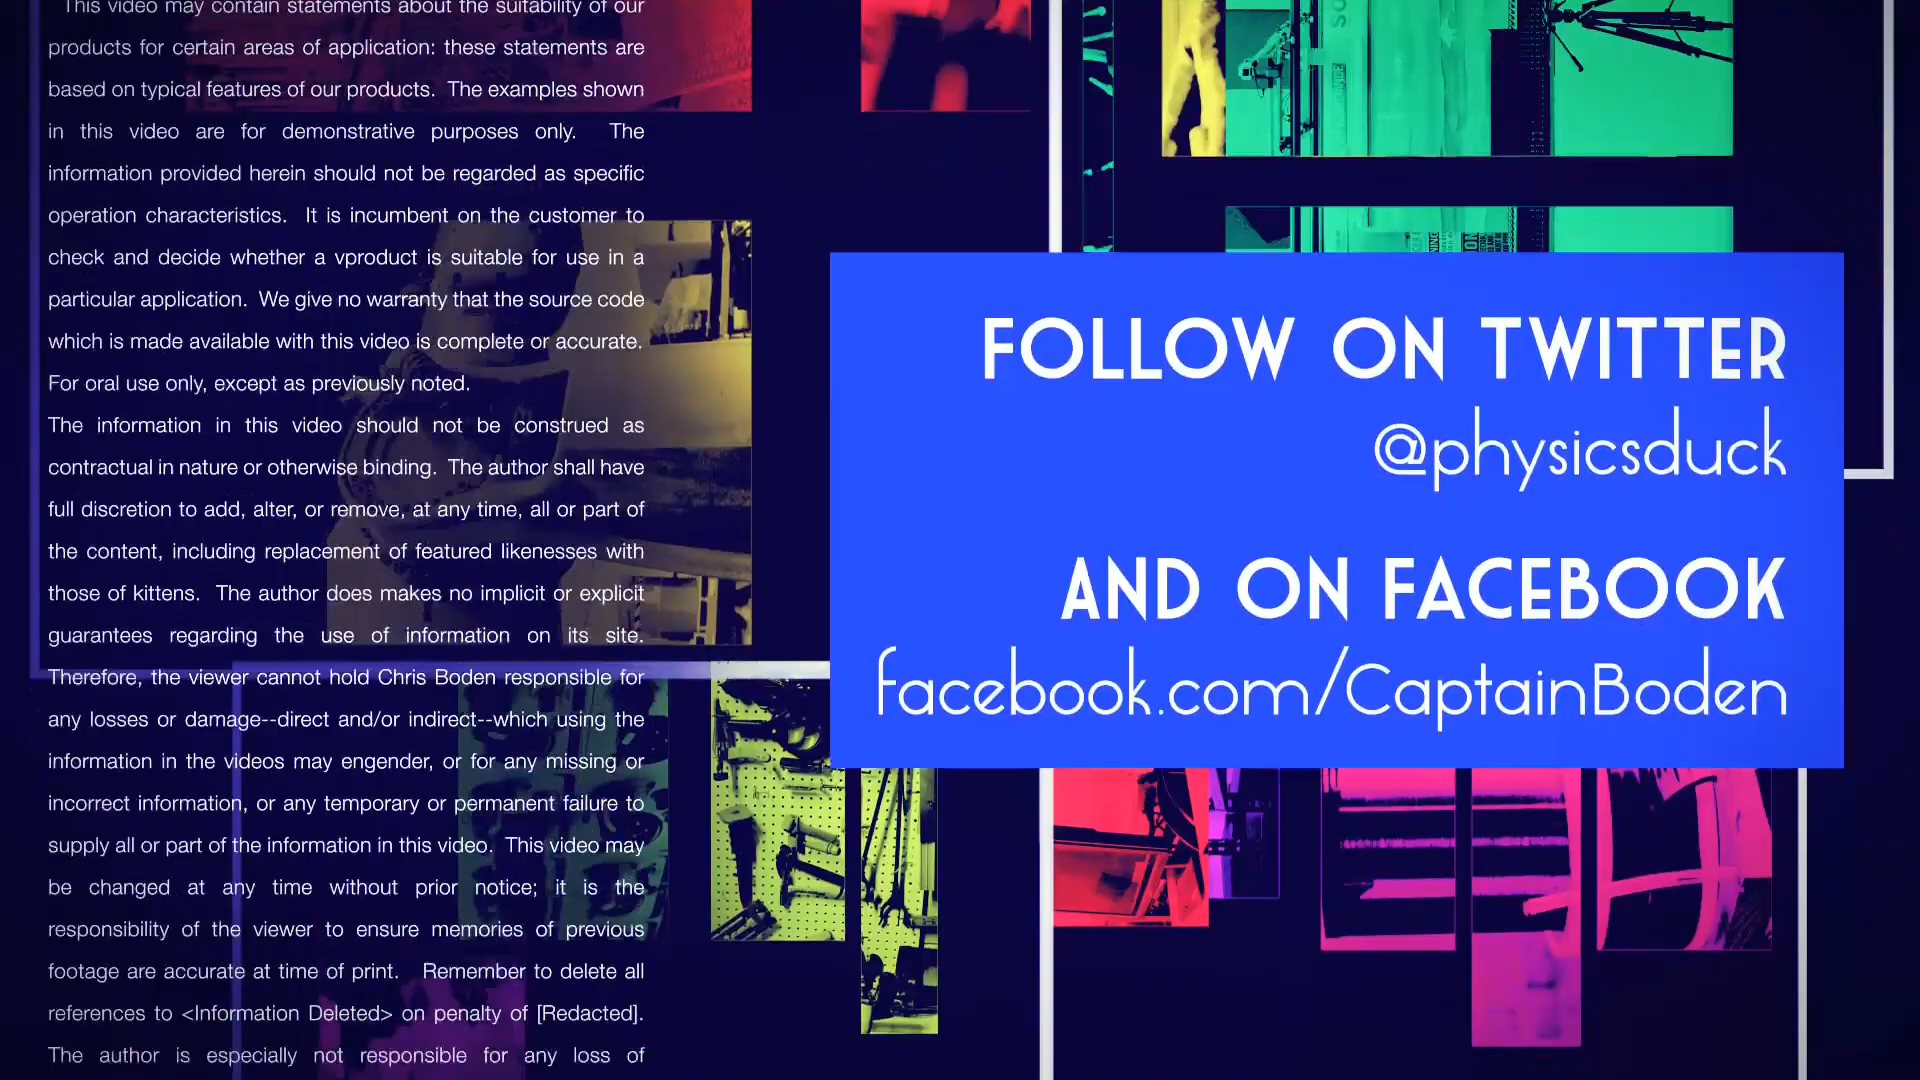 This video may contain statements about the suitability of our
products for certain areas of application: these statements are
based on typical features of our products. The examples shown
in this video are for demonstrative purposes only. The
information provided herein should not be regarded as specific
operation characteristics. It is incumbent on the customer to
check and decide whether a vproduct is suitable for use in a
particular application. We give no warranty that the source code
which is made available with this video is complete or accurate.
For oral use only, except as previously noted.
The information in this video should not be construed as
contractual in nature or otherwise binding. The author shall have
full discretion to add, alter, or remove, at any time, all or part of
the content, including replacement of featured likenesses with
those of kittens. The author does makes no implicit or explicit
guarantees regarding the use of information on its site.
Therefore, the viewer cannot hold Chris Boden responsible for
any losses or damage--direct and/or indirect--which using the
information in the videos may engender, or for any missing or
incorrect information, or any temporary or permanent failure to
supply all or part of the information in this video. This video may
be changed at any time without prior notice; it is the
responsibility of the viewer to ensure memories of previous
footage are accurate at time of print. Remember to delete all
references to <Information Deleted> on penalty of [Redacted].
The author is especially not responsible for any loss of
FOLLOW ON TWITTER
@physicsduck
AND ON FACEBOOK
facebook.com/CaptainBoden